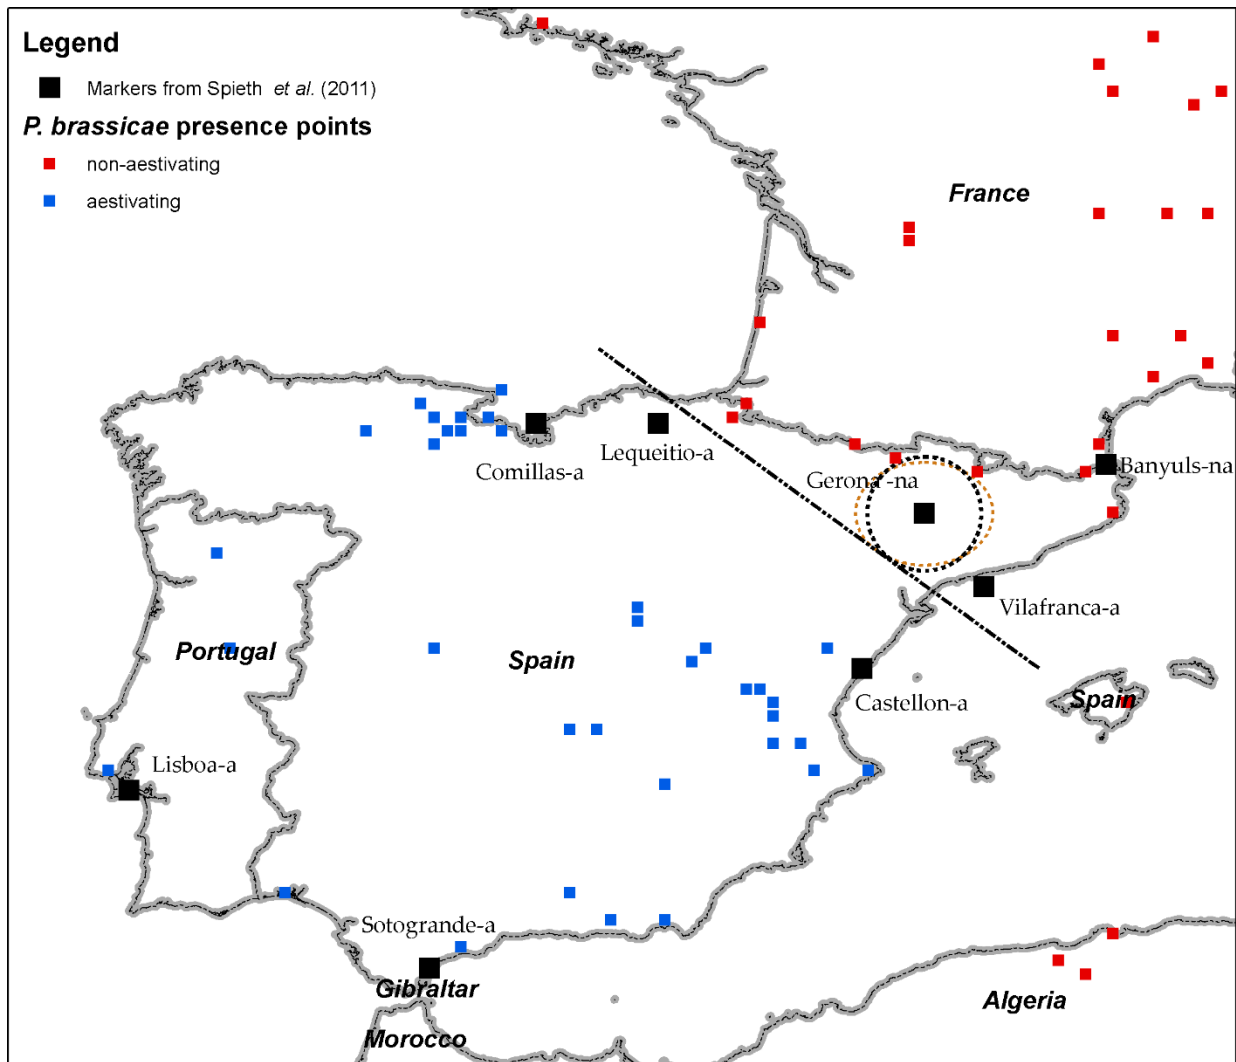 Legend
Markers from Spieth et al. (2011)
P. brassicae presence points
non-aestivating
aestivating
France
Comillas-a
Lequeitio-a
Gerona -na
Banyuls-na
Vilafranca-a
Portugal
Spain
Castellon-a
Spain
Lisboa-a
Sotogrande-a
Gibraltar
Algeria
Morocco